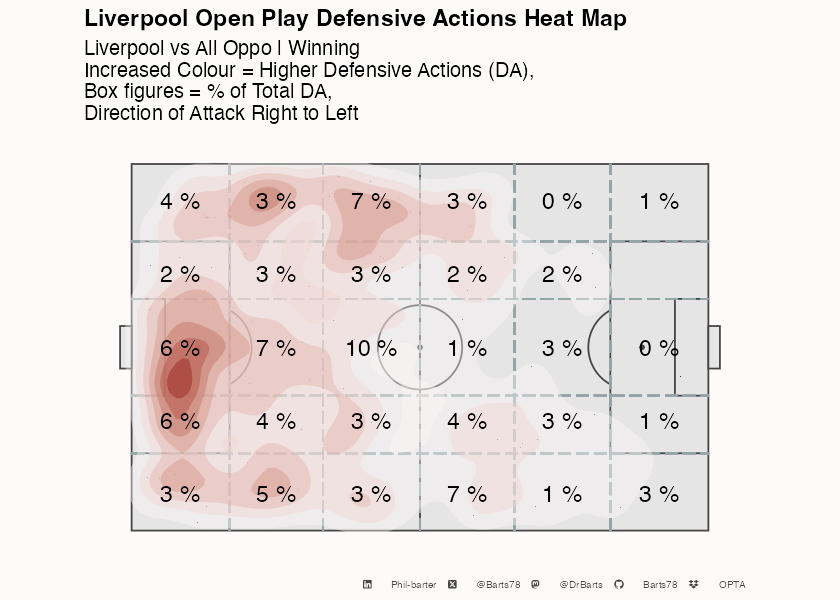 Liverpool Open Play Defensive Actions Heat Map
Liverpool vs All Oppo l Winning
Increased Colour = Higher Defensive Actions (DA),
Box figures = % of Total DA,
Direction of Attack Right to Left
4 % 3 % 7 % 3 % 0 % 1 %
2 % 3 % 3 % 2 % 2 %
6 % 7 % 10 % 1 % 3 % 0 %
6 % 4 % 3 % 4 % 3 % 1 %
3 % 5 % 3 % 7 % 1 % 3 %
Phil-barter @Barts78 @DrBarts Barts78 OPTA